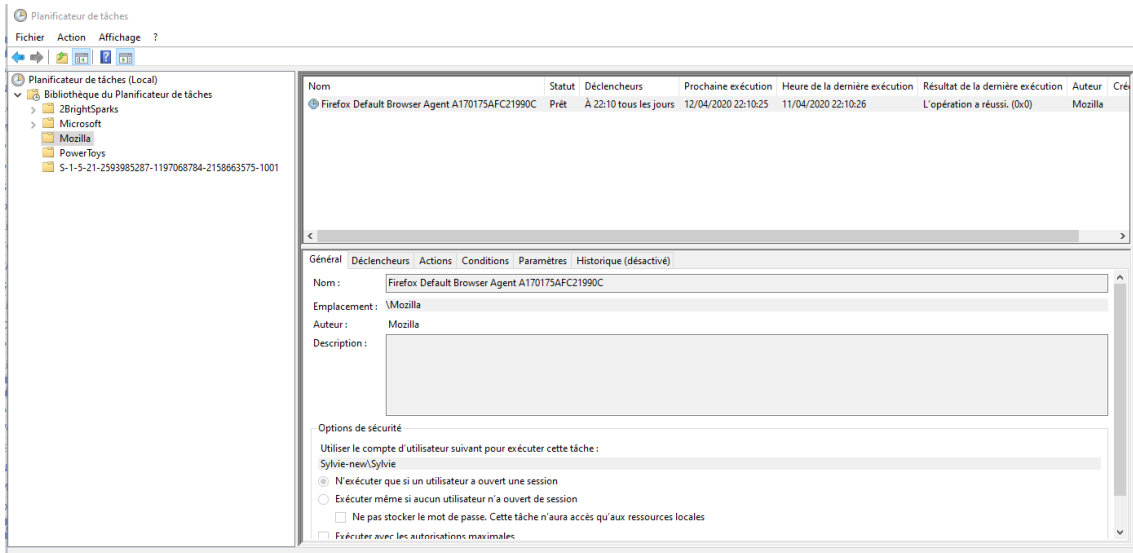 Planificateur de tâches
Fichier Action Affichage ?
Planificateur de tâches (Local)
Bibliothèque du Planificateur de tâches
2BrightSparks
Microsoft
Mozilla
PowerToys
S-1-5-21-2593985287-1197068784-2158663575-1001
Nom Statut Déclencheurs Prochaine exécution Heure de la dernière exécution Résultat de la dernière exécution Auteur Créé
Firefox Default Browser Agent A170175AFC21990C Prêt À 22:10 tous les jours 12/04/2020 22:10:25 11/04/2020 22:10:26 L'opération a réussi. (0x0) Mozilla
Général Déclencheurs Actions Conditions Paramètres Historique (désactivé)
Nom : Firefox Default Browser Agent A170175AFC21990C
Emplacement : \Mozilla
Auteur : Mozilla
Description :
Options de sécurité
Utiliser le compte d'utilisateur suivant pour exécuter cette tâche :
Sylvie-new\Sylvie
N'exécuter que si un utilisateur a ouvert une session
Exécuter même si aucun utilisateur n'a ouvert de session
Ne pas stocker le mot de passe. Cette tâche n'aura accès qu'aux ressources locales
Exécuter avec les autorisations maximales